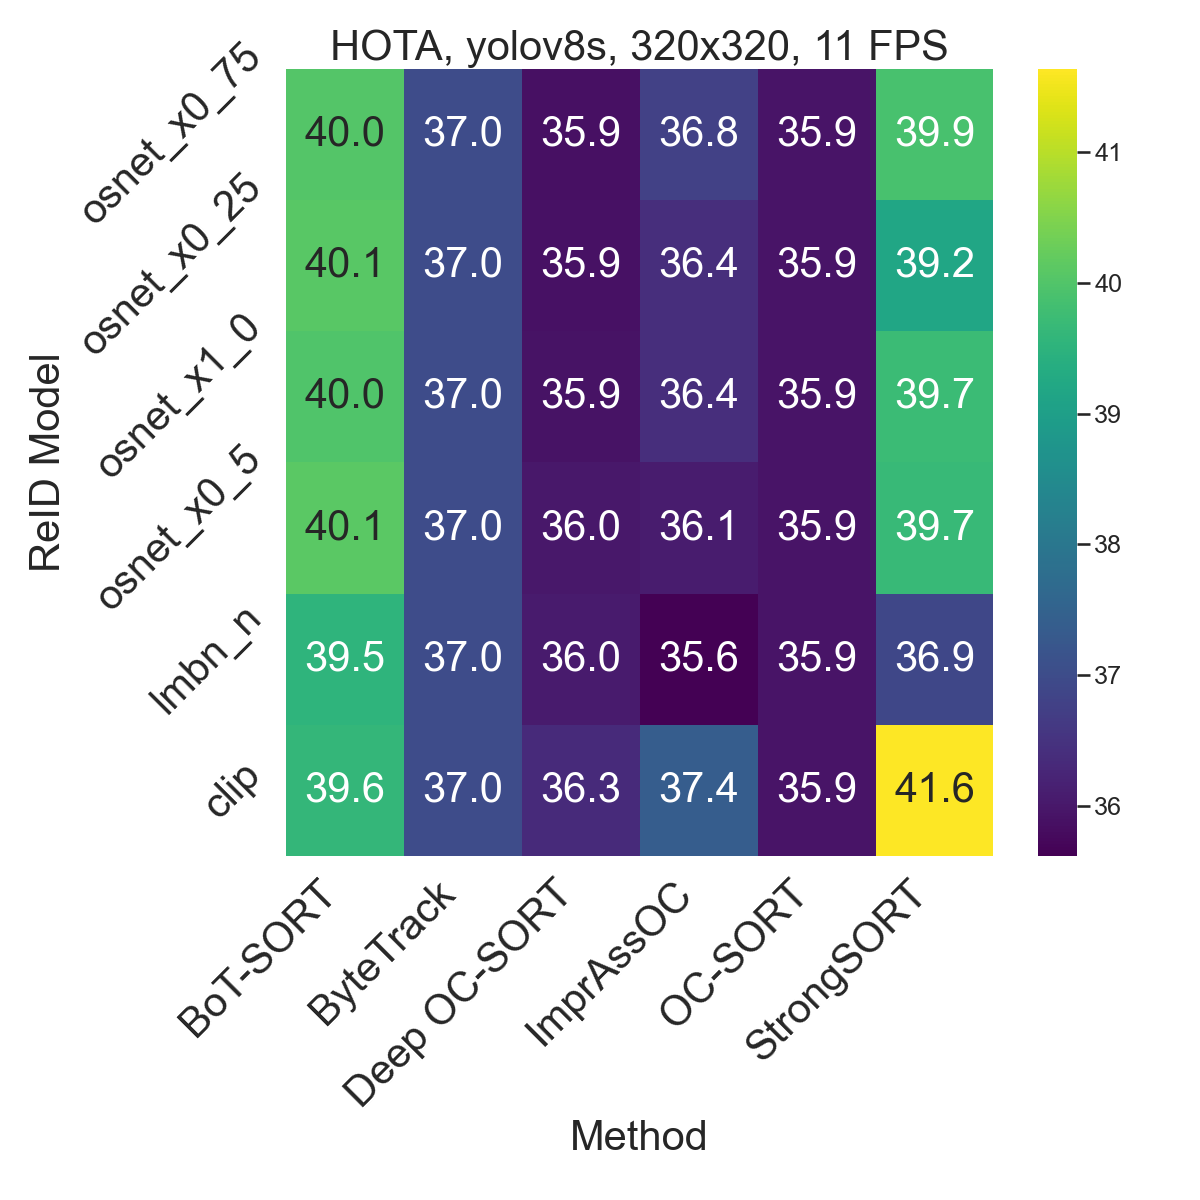 HOTA, yolov8s, 320x320, 11 FPS
ReID Model
osnet_x0_75 40.0 37.0 35.9 36.8 35.9 39.9
osnet_x0_25 40.1 37.0 35.9 36.4 35.9 39.2
osnet_x1_0 40.0 37.0 35.9 36.4 35.9 39.7
osnet_x0_5 40.1 37.0 36.0 36.1 35.9 39.7
lmbn_n 39.5 37.0 36.0 35.6 35.9 36.9
clip 39.6 37.0 36.3 37.4 35.9 41.6
BoT-SORT
ByteTrack
Deep OC-SORT
ImprAssOC
OC-SORT
StrongSORT
Method
41
40
39
38
37
36